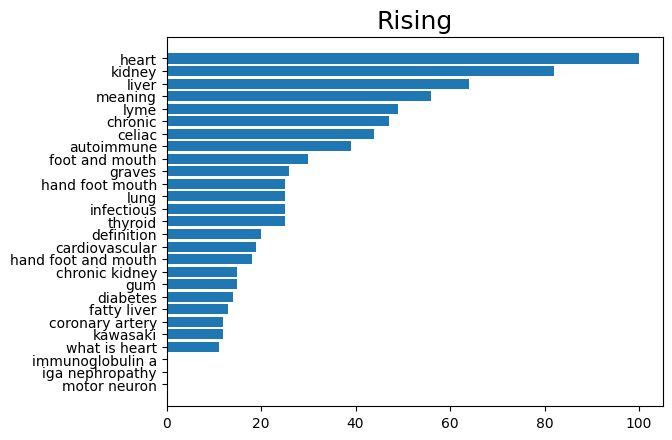 Rising
heart
kidney
liver
meaning
lyme
chronic
celiac
autoimmune
foot and mouth
graves
hand foot mouth
lung
infectious
thyroid
definition
cardiovascular
hand foot and mouth
chronic kidney
gum
diabetes
fatty liver
coronary artery
kawasaki
what is heart
immunoglobulin a
iga nephropathy
motor neuron
0 20 40 60 80 100